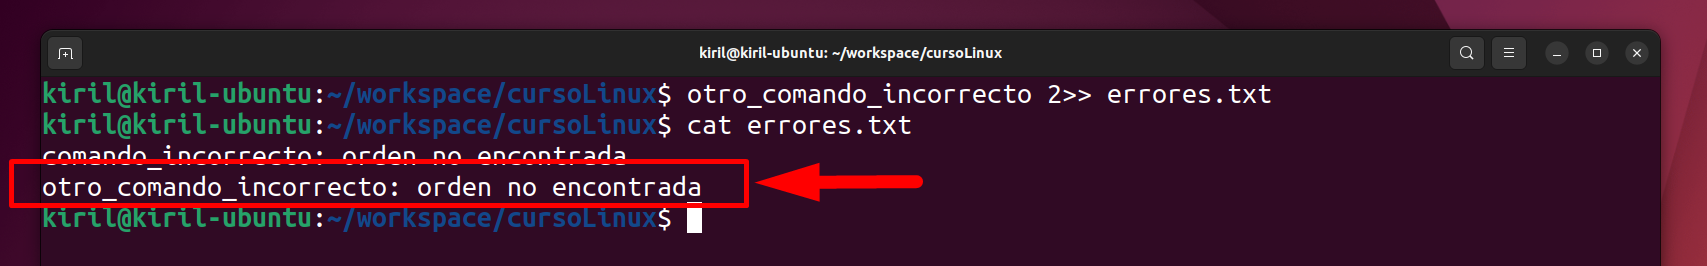 kiril@kiril-ubuntu: ~/workspace/cursoLinux
kiril@kiril-ubuntu:~/workspace/cursoLinux$ otro_comando_incorrecto 2>> errores.txt
kiril@kiril-ubuntu:~/workspace/cursoLinux$ cat errores.txt
comando_incorrecto: orden no encontrada
otro_comando_incorrecto: orden no encontrada
kiril@kiril-ubuntu:~/workspace/cursoLinux$